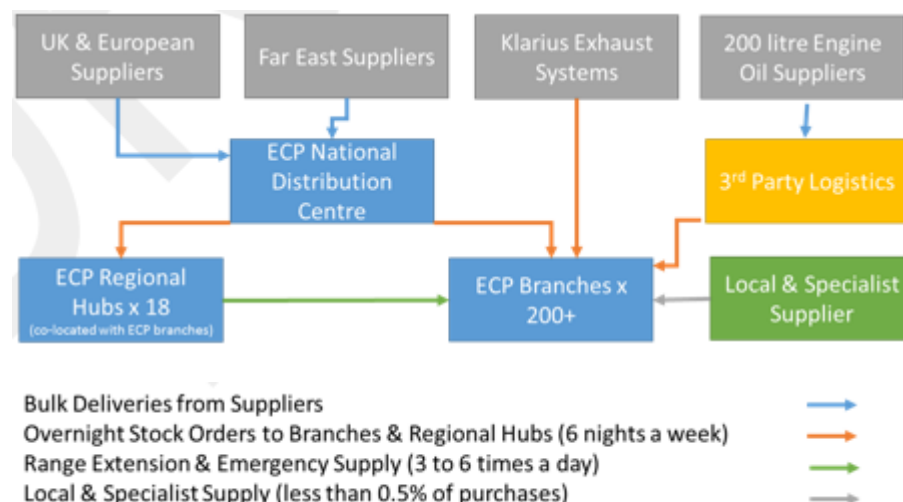 UK & European
Suppliers
Far East Suppliers
Klarius Exhaust
Systems
200 litre Engine
Oil Suppliers
ECP National
Distribution
Centre
3rd Party Logistics
ECP Regional
Hubs x 18
(co-located with ECP branches)
ECP Branches x
200+
Local & Specialist
Supplier
Bulk Deliveries from Suppliers
Overnight Stock Orders to Branches & Regional Hubs (6 nights a week)
Range Extension & Emergency Supply (3 to 6 times a day)
Local & Specialist Supply (less than 0.5% of purchases)